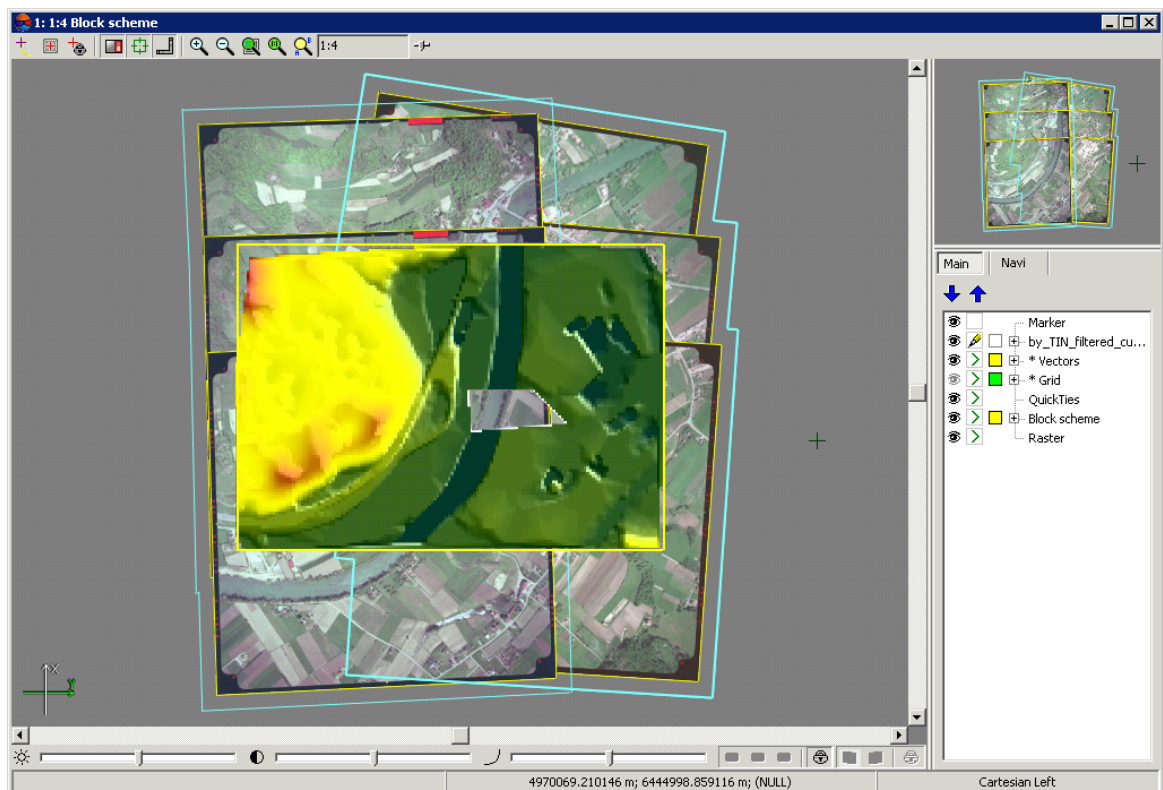 1: 1:4 Block scheme
1:4
Main Navi
Marker
by_TIN_filtered_cu...
* Vectors
* Grid
QuickTies
Block scheme
Raster
X
Y
4970069.210146 m; 6444998.859116 m; (NULL) Cartesian Left